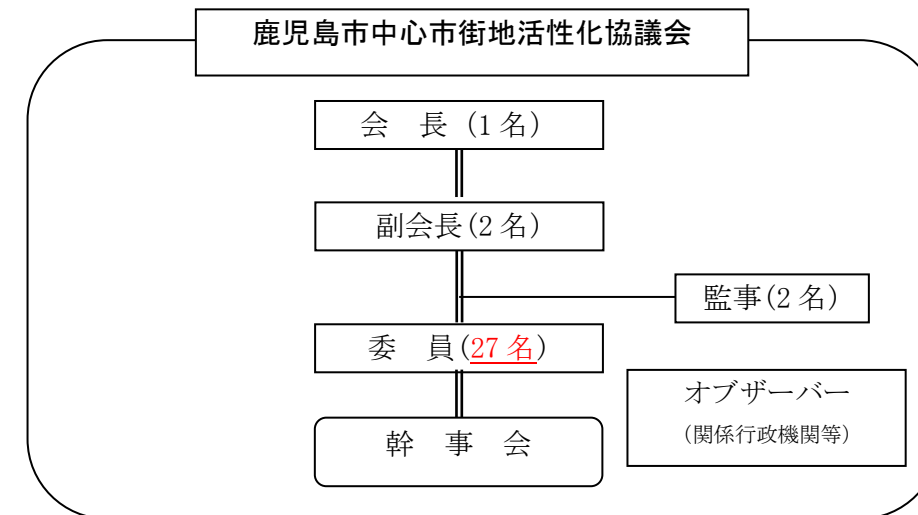 鹿児島市中心市街地活性化協議会
会　長 (1 名)
副会長(2 名)
監事(2 名)
委　員(27 名)
オブザーバー
(関係行政機関等)
幹　事　会